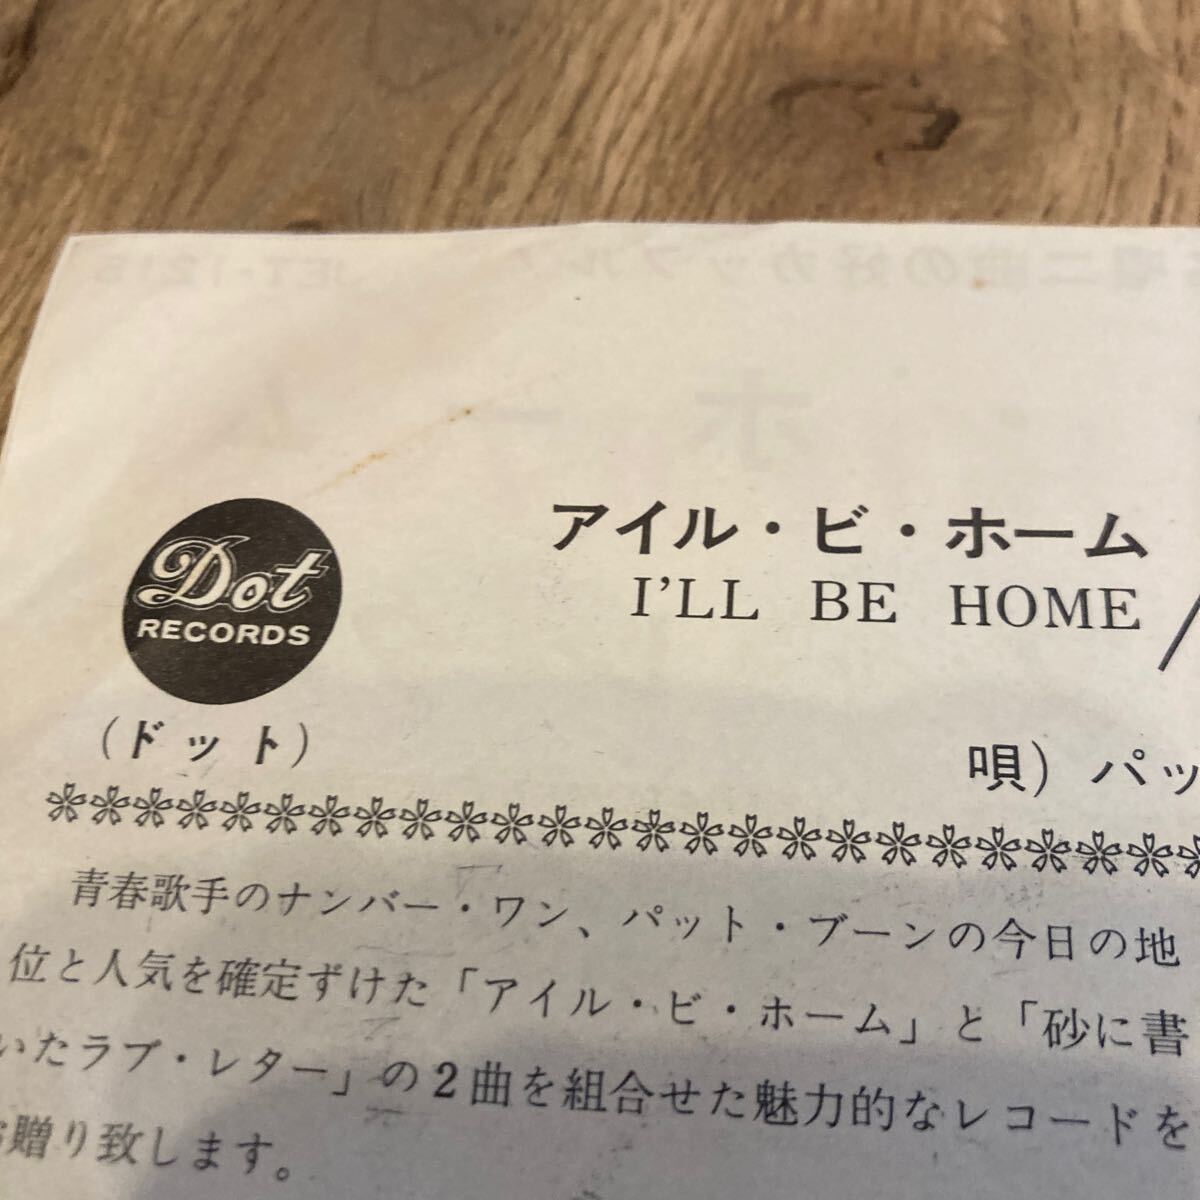 アイル・ビ・ホーム
I'LL BE HOME /
Dot
RECORDS
(ドット)
唄) パッ
青春歌手のナンバー・ワン、パット・ブーンの今日の地
位と人気を確定ずけた「アイル・ビ・ホーム」と「砂に書
いたラブ・レター」の2曲を組合せた魅力的なレコードを
お贈り致します。